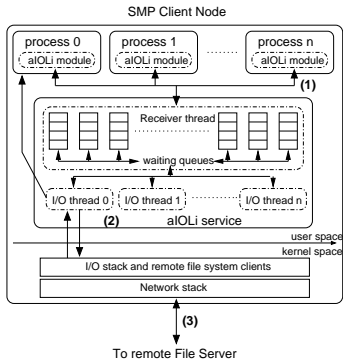 SMP Client Node
process 0 process 1 process n
aIOLi module aIOLi module aIOLi module
(1)
Receiver thread
waiting queues
I/O thread 0 I/O thread 1 I/O thread n
(2)
aIOLi service
user space
kernel space
I/O stack and remote file system clients
Network stack
(3)
To remote File Server